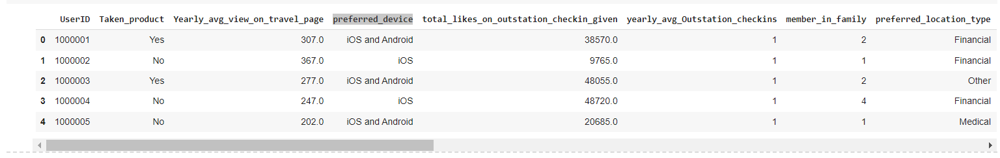 UserID Taken_product Yearly_avg_view_on_travel_page preferred_device total_likes_on_outstation_checkin_given yearly_avg_Outstation_checkins member_in_family preferred_location_type
0 1000001 Yes 307.0 iOS and Android 38570.0 1 2 Financial
1 1000002 No 367.0 iOS 9765.0 1 1 Financial
2 1000003 Yes 277.0 iOS and Android 48055.0 1 2 Other
3 1000004 No 247.0 iOS 48720.0 1 4 Financial
4 1000005 No 202.0 iOS and Android 20685.0 1 1 Medical